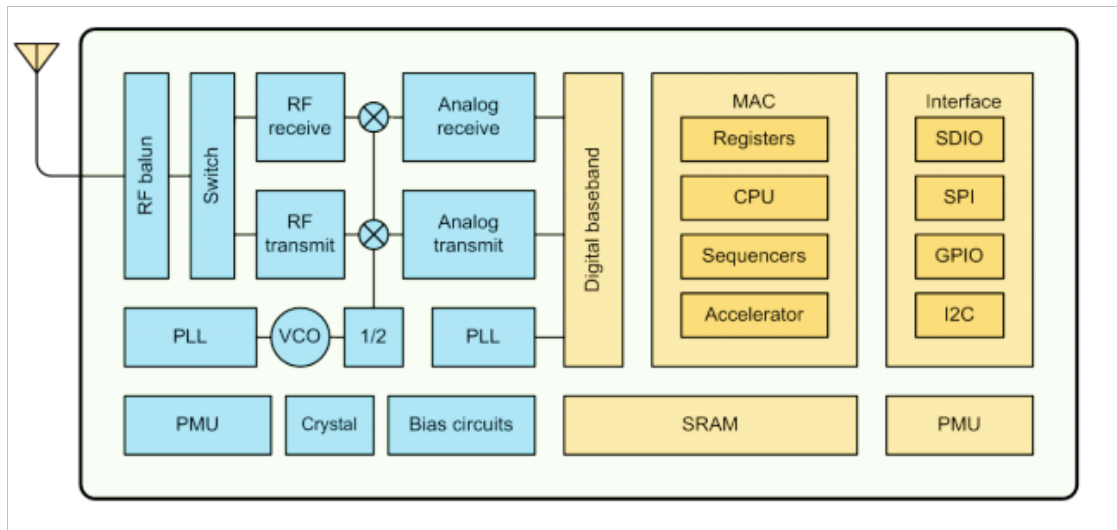 RF balun
Switch
RF
receive
Analog
receive
RF
transmit
Analog
transmit
PLL
VCO
1/2
PLL
Digital baseband
MAC
Registers
CPU
Sequencers
Accelerator
Interface
SDIO
SPI
GPIO
I2C
PMU
Crystal
Bias circuits
SRAM
PMU